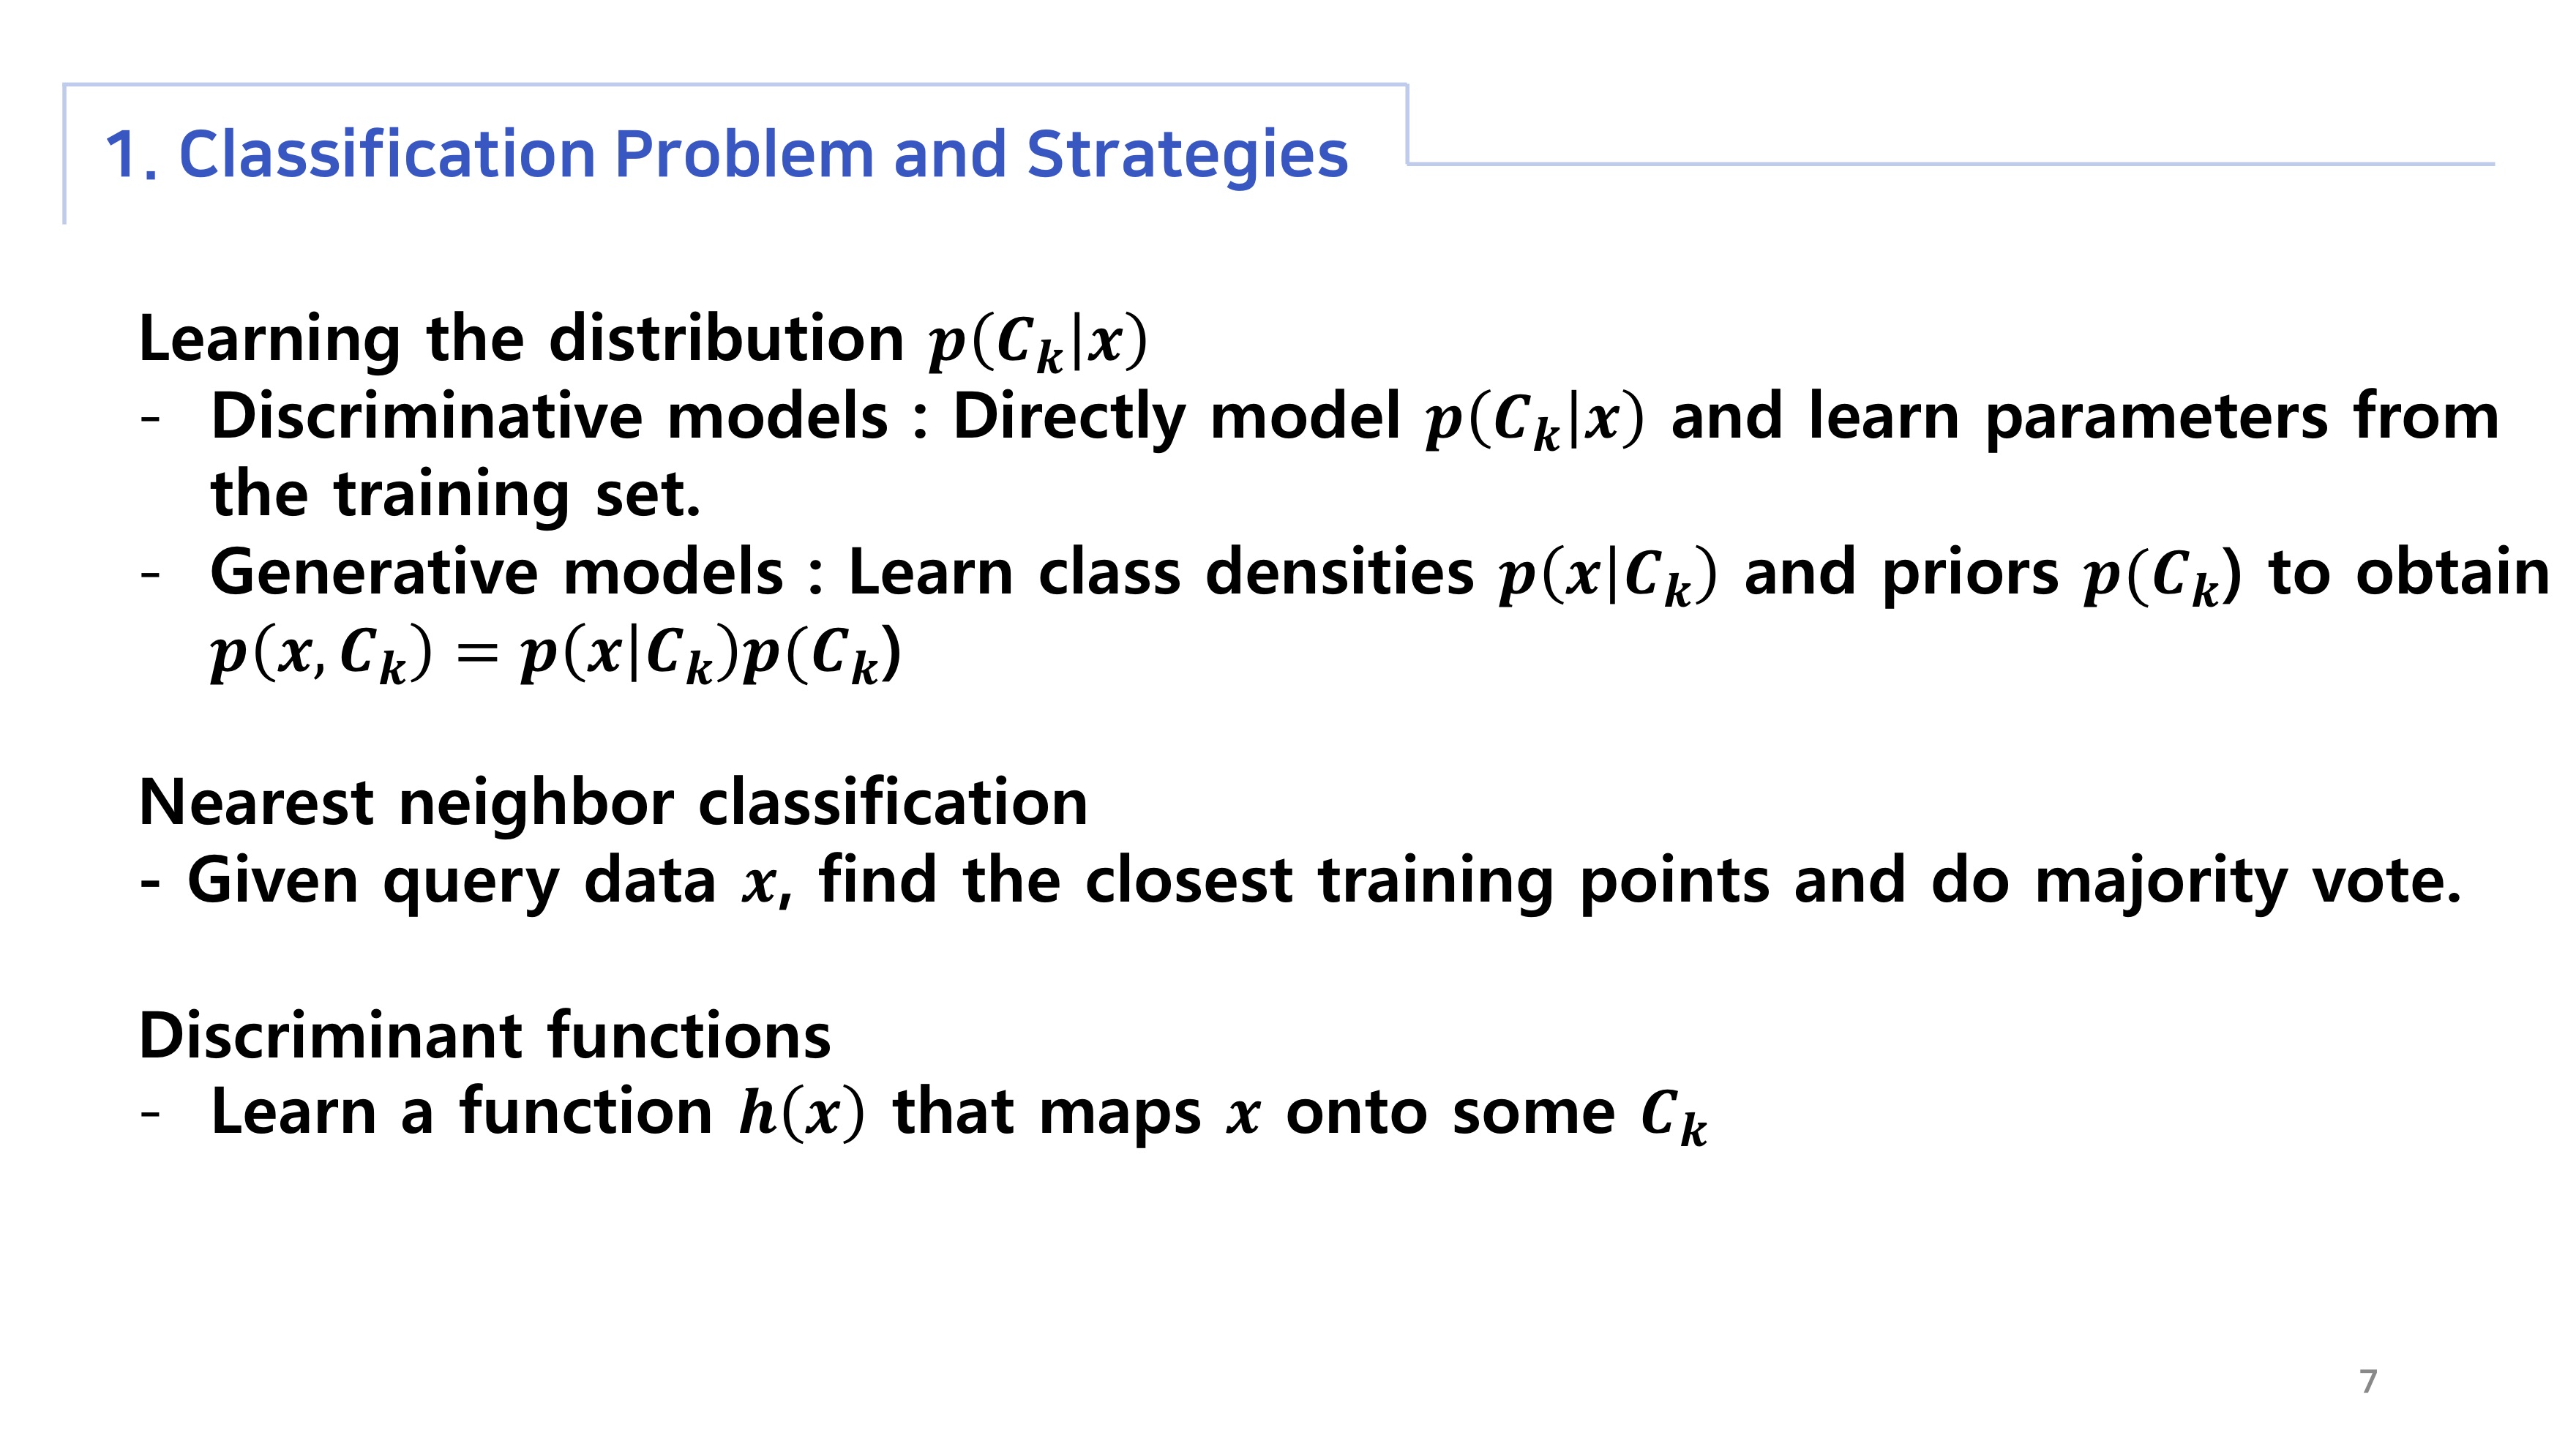 1. Classification Problem and Strategies
Learning the distribution p(C_k|x)
- Discriminative models : Directly model p(C_k|x) and learn parameters from
the training set.
- Generative models : Learn class densities p(x|C_k) and priors p(C_k) to obtain
p(x, C_k) = p(x|C_k)p(C_k)
Nearest neighbor classification
- Given query data x, find the closest training points and do majority vote.
Discriminant functions
- Learn a function h(x) that maps x onto some C_k
7